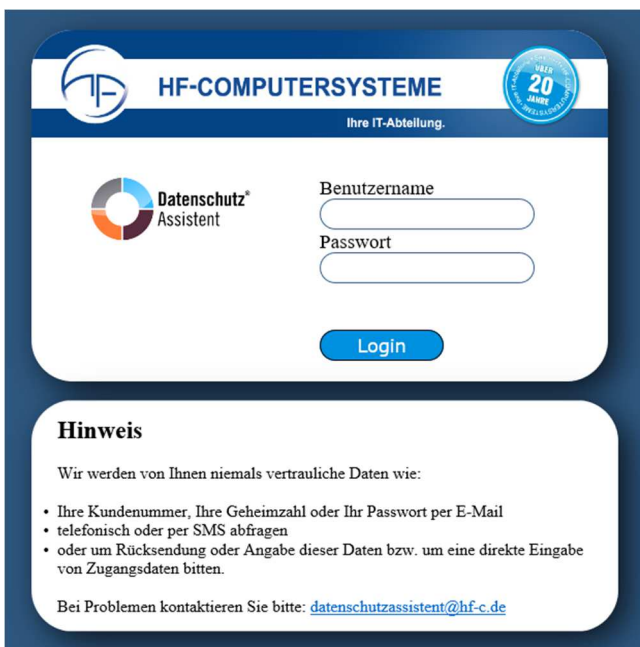 HF-COMPUTERSYSTEME
Ihre IT-Abteilung.
ÜBER
20
JAHRE
Datenschutz®
Assistent
Benutzername
Passwort
Login
Hinweis
Wir werden von Ihnen niemals vertrauliche Daten wie:
• Ihre Kundenummer, Ihre Geheimzahl oder Ihr Passwort per E-Mail
• telefonisch oder per SMS abfragen
• oder um Rücksendung oder Angabe dieser Daten bzw. um eine direkte Eingabe
von Zugangsdaten bitten.
Bei Problemen kontaktieren Sie bitte: datenschutzassistent@hf-c.de